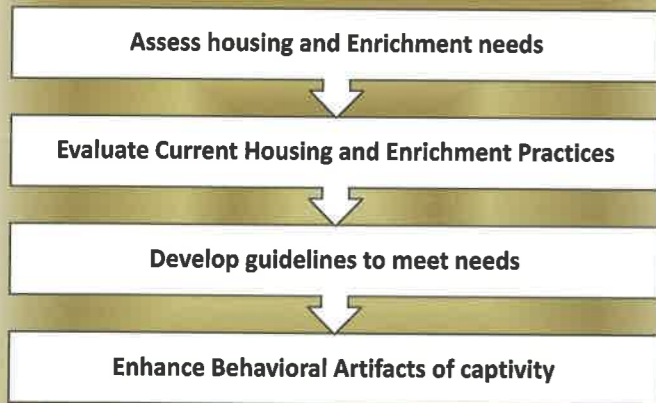 Assess housing and Enrichment needs
Evaluate Current Housing and Enrichment Practices
Develop guidelines to meet needs
Enhance Behavioral Artifacts of captivity